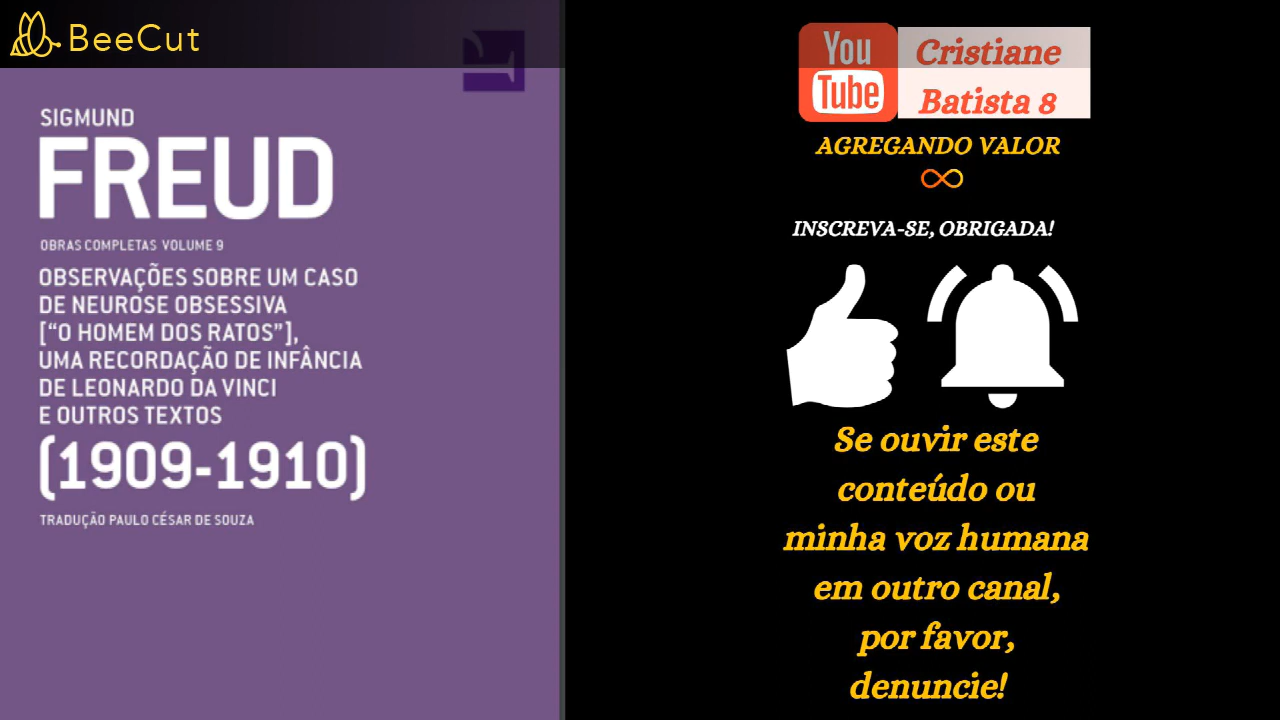 BeeCut
SIGMUND
FREUD
OBRAS COMPLETAS VOLUME 9
OBSERVAÇÕES SOBRE UM CASO
DE NEUROSE OBSESSIVA
["O HOMEM DOS RATOS"],
UMA RECORDAÇÃO DE INFÂNCIA
DE LEONARDO DA VINCI
E OUTROS TEXTOS
(1909-1910)
TRADUÇÃO PAULO CÉSAR DE SOUZA
You
Tube
Cristiane
Batista 8
AGREGANDO VALOR
INSCREVA-SE, OBRIGADA!
Se ouvir este
conteúdo ou
minha voz humana
em outro canal,
por favor,
denuncie!